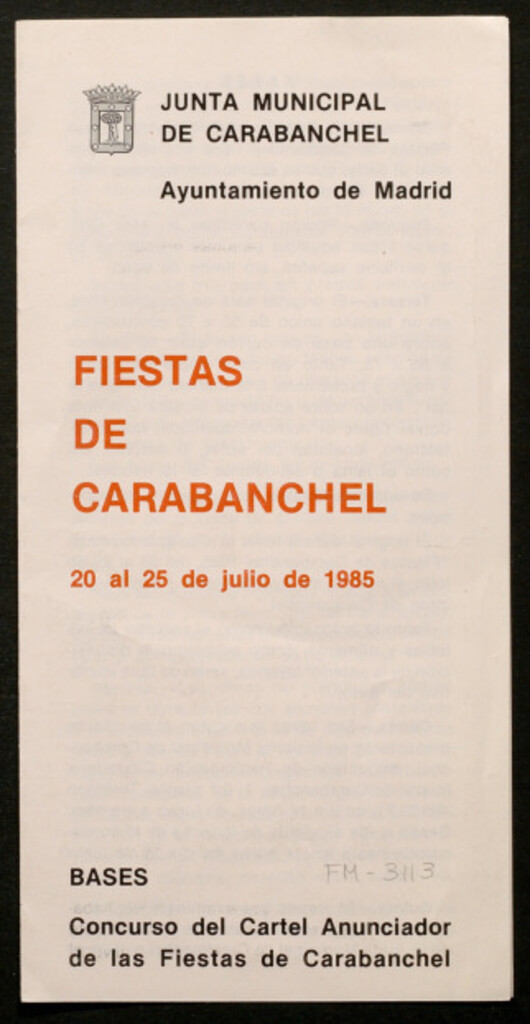 JUNTA MUNICIPAL
DE CARABANCHEL
Ayuntamiento de Madrid
FIESTAS
DE
CARABANCHEL
20 al 25 de julio de 1985
BASES
FM-3113
Concurso del Cartel Anunciador
de las Fiestas de Carabanchel